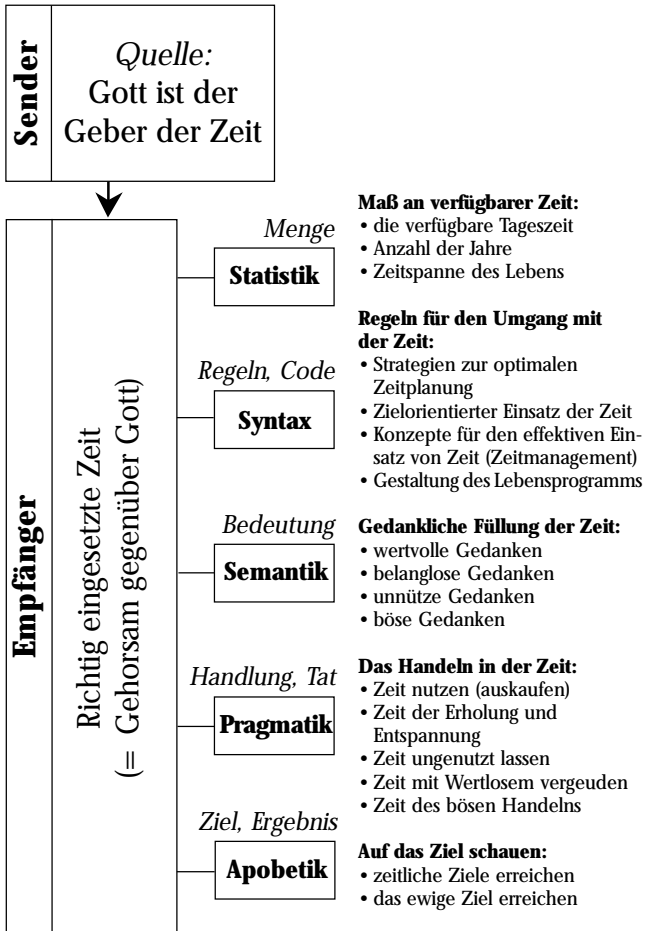 Sender
Quelle:
Gott ist der
Geber der Zeit
Empfänger
Richtig eingesetzte Zeit
(= Gehorsam gegenüber Gott)
Menge
Statistik
Maß an verfügbarer Zeit:
• die verfügbare Tageszeit
• Anzahl der Jahre
• Zeitspanne des Lebens
Regeln, Code
Syntax
Regeln für den Umgang mit
der Zeit:
• Strategien zur optimalen
Zeitplanung
• Zielorientierter Einsatz der Zeit
• Konzepte für den effektiven Ein-
satz von Zeit (Zeitmanagement)
• Gestaltung des Lebensprogramms
Bedeutung
Semantik
Gedankliche Füllung der Zeit:
• wertvolle Gedanken
• belanglose Gedanken
• unnütze Gedanken
• böse Gedanken
Handlung, Tat
Pragmatik
Das Handeln in der Zeit:
• Zeit nutzen (auskaufen)
• Zeit der Erholung und
Entspannung
• Zeit ungenutzt lassen
• Zeit mit Wertlosem vergeuden
• Zeit des bösen Handelns
Ziel, Ergebnis
Apobetik
Auf das Ziel schauen:
• zeitliche Ziele erreichen
• das ewige Ziel erreichen